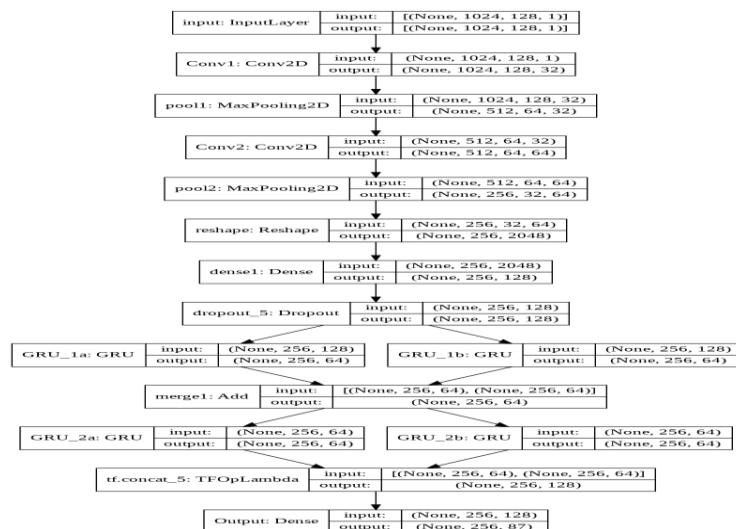 input: InputLayer input: [(None, 1024, 128, 1)]
output: [(None, 1024, 128, 1)]
Conv1: Conv2D input: (None, 1024, 128, 1)
output: (None, 1024, 128, 32)
pool1: MaxPooling2D input: (None, 1024, 128, 32)
output: (None, 512, 64, 32)
Conv2: Conv2D input: (None, 512, 64, 32)
output: (None, 512, 64, 64)
pool2: MaxPooling2D input: (None, 512, 64, 64)
output: (None, 256, 32, 64)
reshape: Reshape input: (None, 256, 32, 64)
output: (None, 256, 2048)
dense1: Dense input: (None, 256, 2048)
output: (None, 256, 128)
dropout_5: Dropout input: (None, 256, 128)
output: (None, 256, 128)
GRU_1a: GRU input: (None, 256, 128)
output: (None, 256, 64)
GRU_1b: GRU input: (None, 256, 128)
output: (None, 256, 64)
merge1: Add input: [(None, 256, 64), (None, 256, 64)]
output: (None, 256, 64)
GRU_2a: GRU input: (None, 256, 64)
output: (None, 256, 64)
GRU_2b: GRU input: (None, 256, 64)
output: (None, 256, 64)
tf.concat_5: TFOpLambda input: [(None, 256, 64), (None, 256, 64)]
output: (None, 256, 128)
Output: Dense input: (None, 256, 128)
output: (None, 256, 87)